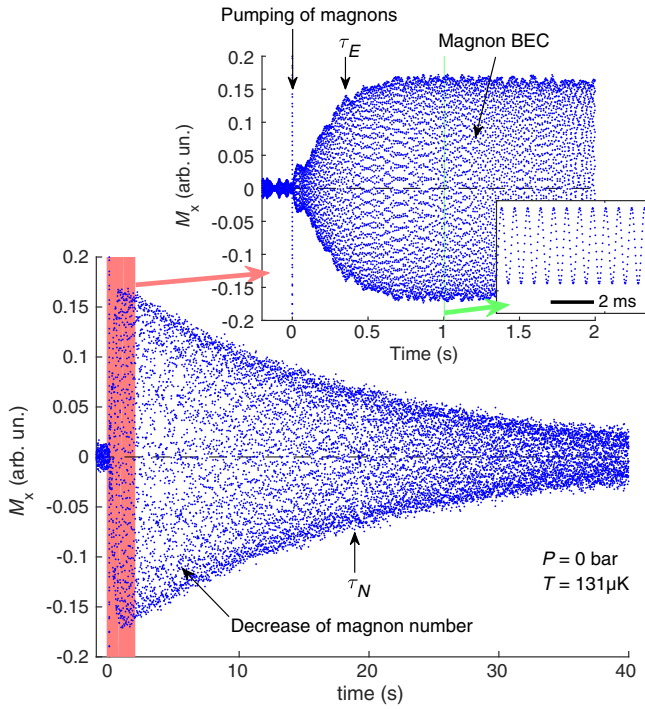 Pumping of magnons
τE
Magnon BEC
0.2
0.15
0.1
0.05
0
-0.05
-0.1
-0.15
-0.2
Mx (arb. un.)
2 ms
0
0.5
1
1.5
2
Time (s)
0.2
0.15
0.1
0.05
0
-0.05
-0.1
-0.15
-0.2
Mx (arb. un.)
τN
Decrease of magnon number
P = 0 bar
T = 131μK
0
10
20
30
40
time (s)